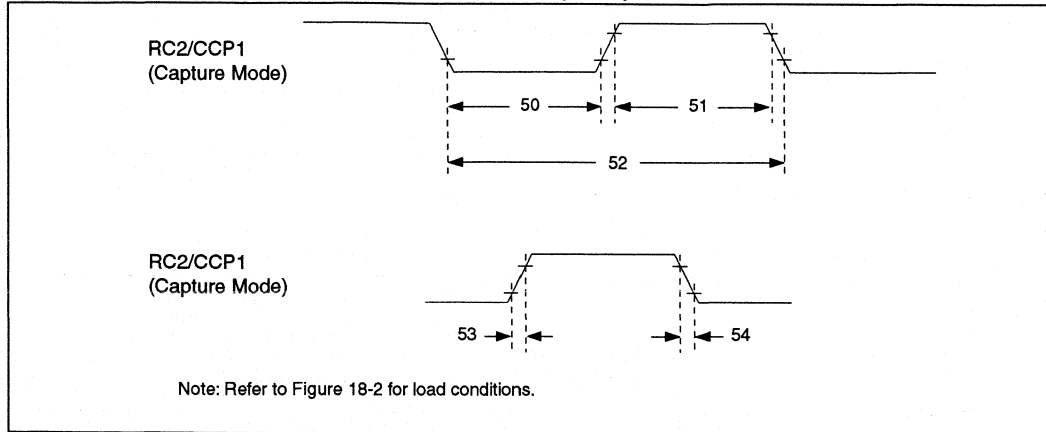 RC2/CCP1
(Capture Mode)
50
51
52
RC2/CCP1
(Capture Mode)
53
54
Note: Refer to Figure 18-2 for load conditions.